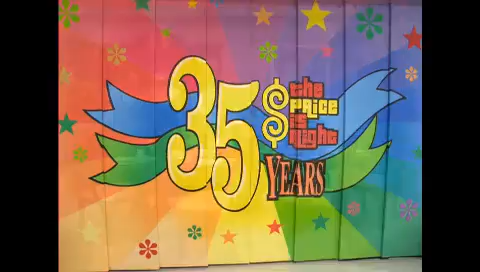 35
$
the
PRICE
is
Right
YEARS